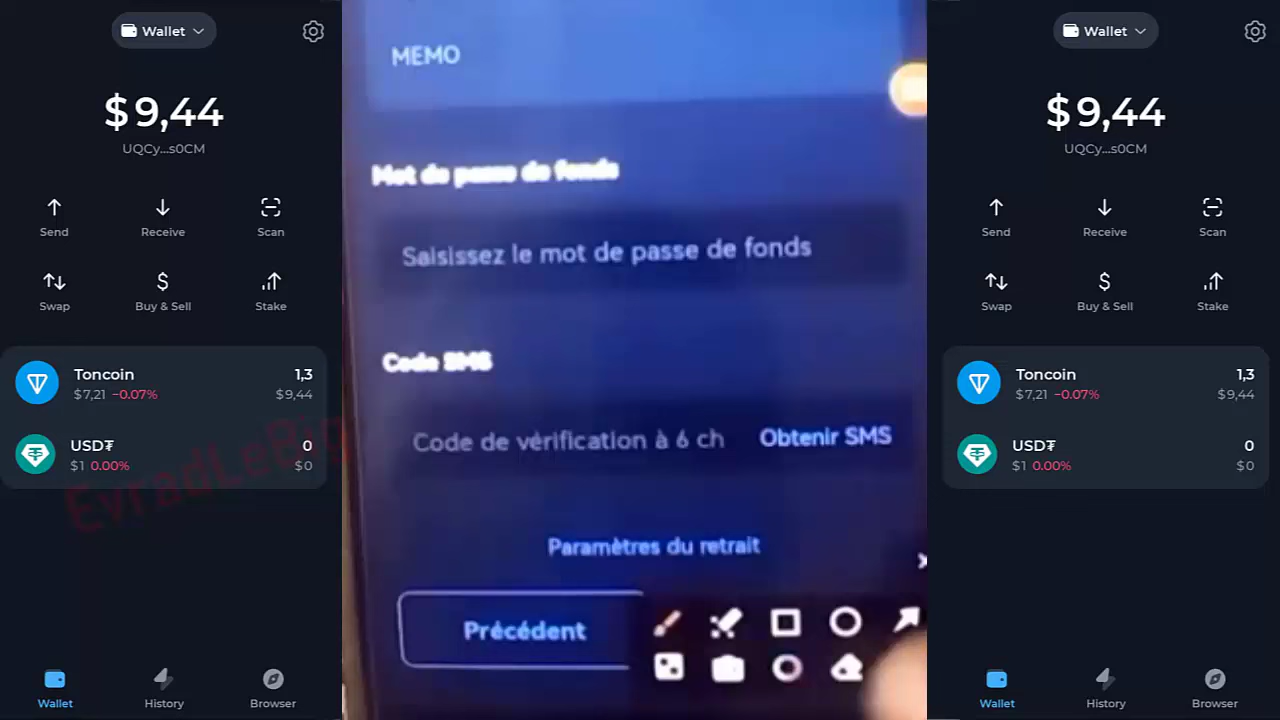 Wallet
$9,44
UQCy...s0CM
Send
Receive
Scan
Swap
Buy & Sell
Stake
Toncoin
1,3
$7,21 −0.07%
$9,44
USD₮
0
$1 0.00%
$0
EvradLeBig
Wallet
History
Browser
MEMO
Mot de passe de fonds
Saisissez le mot de passe de fonds
Code SMS
Code de vérification à 6 ch
Obtenir SMS
Paramètres du retrait
Précédent
Wallet
$9,44
UQCy...s0CM
Send
Receive
Scan
Swap
Buy & Sell
Stake
Toncoin
1,3
$7,21 −0.07%
$9,44
USD₮
0
$1 0.00%
$0
Wallet
History
Browser